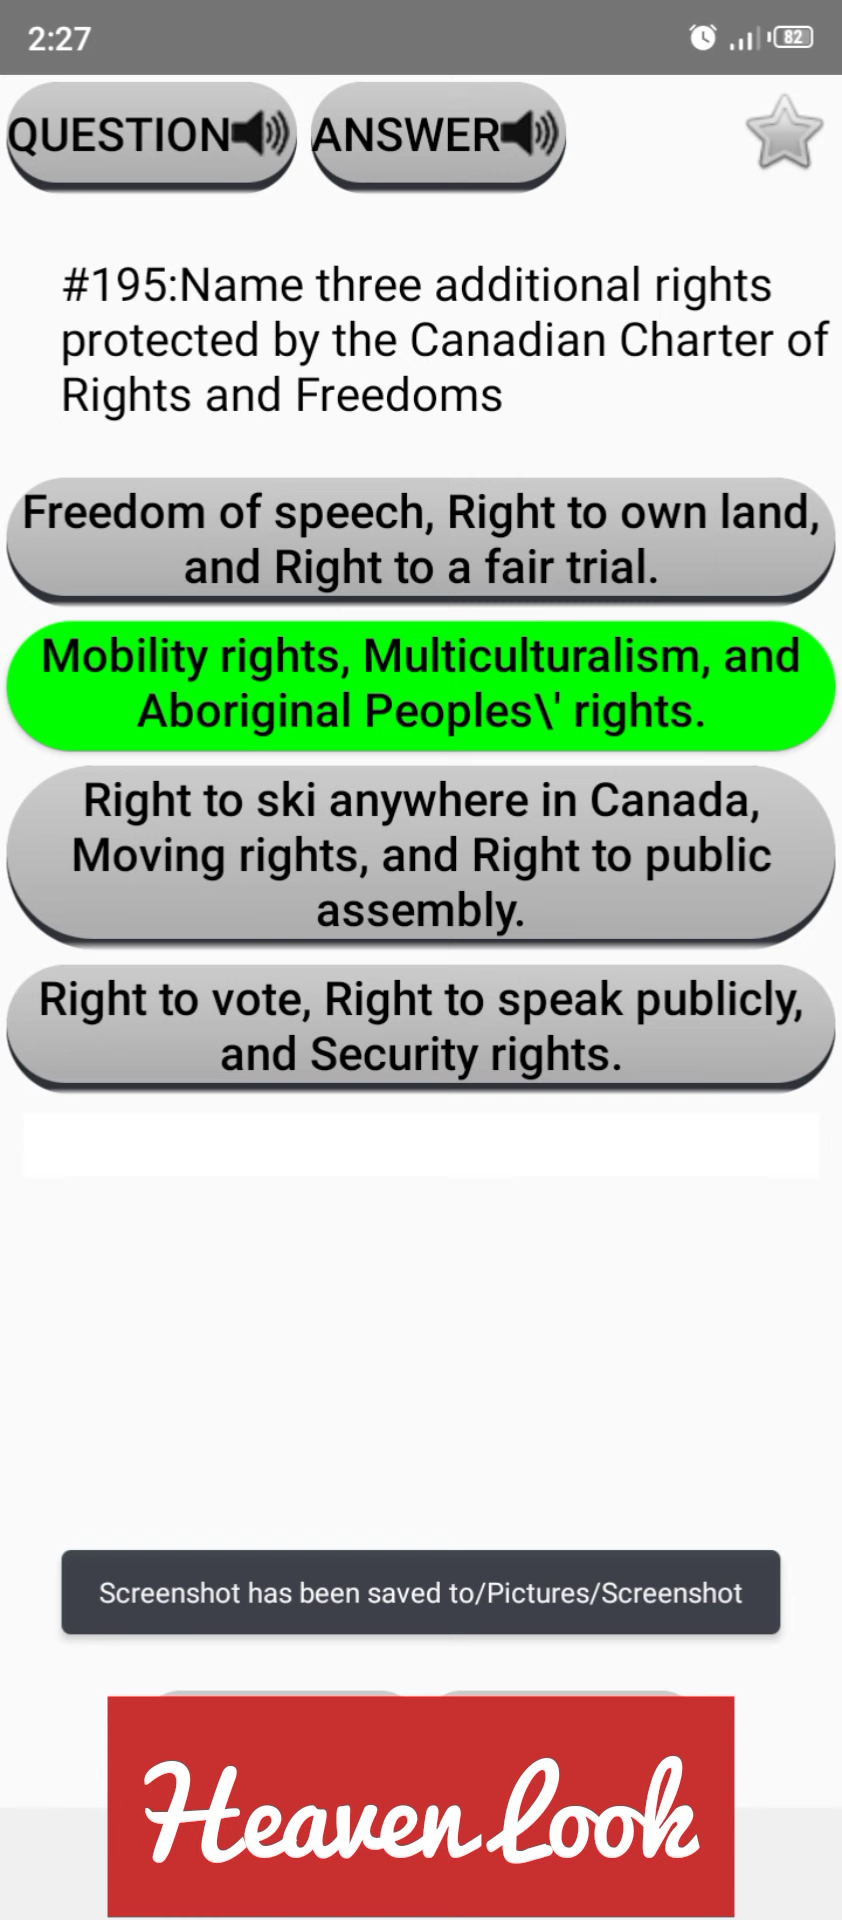 2:27
82
QUESTION
ANSWER
#195:Name three additional rights
protected by the Canadian Charter of
Rights and Freedoms
Freedom of speech, Right to own land,
and Right to a fair trial.
Mobility rights, Multiculturalism, and
Aboriginal Peoples\' rights.
Right to ski anywhere in Canada,
Moving rights, and Right to public
assembly.
Right to vote, Right to speak publicly,
and Security rights.
Screenshot has been saved to/Pictures/Screenshot
Heaven Look